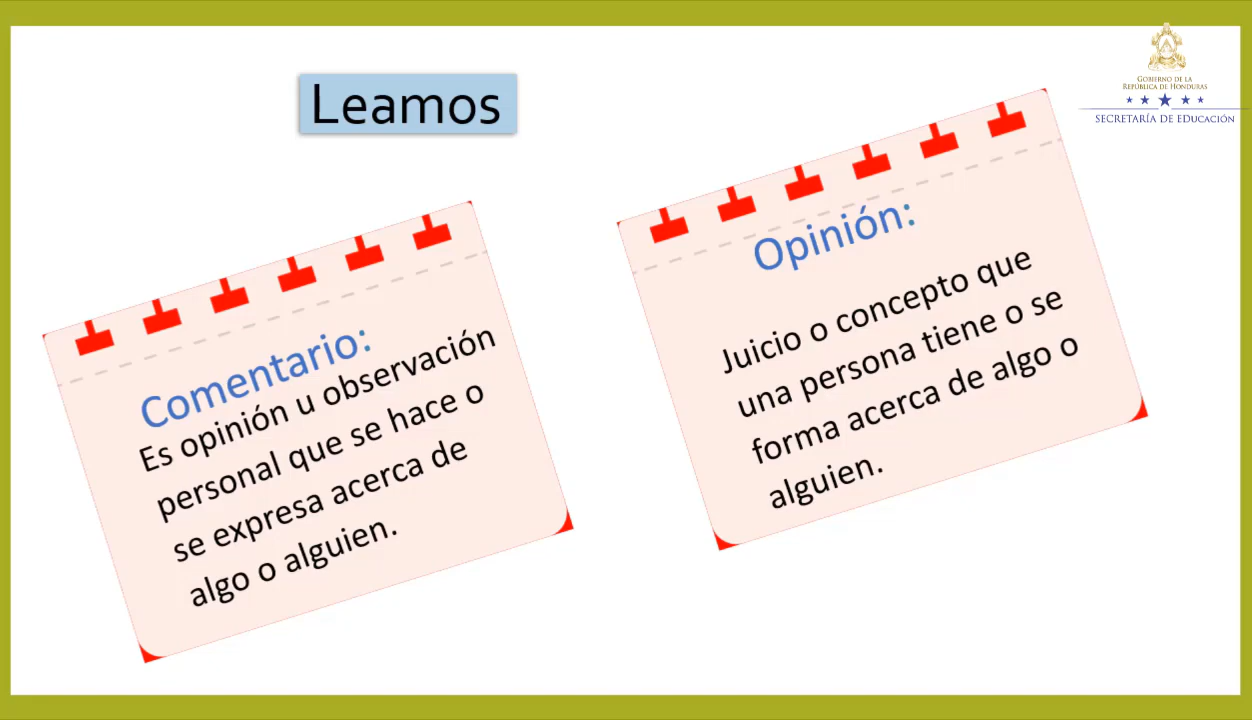 Leamos
GOBIERNO DE LA
REPÚBLICA DE HONDURAS
SECRETARÍA DE EDUCACIÓN
Comentario:
Es opinión u observación
personal que se hace o
se expresa acerca de
algo o alguien.
Opinión:
Juicio o concepto que
una persona tiene o se
forma acerca de algo o
alguien.